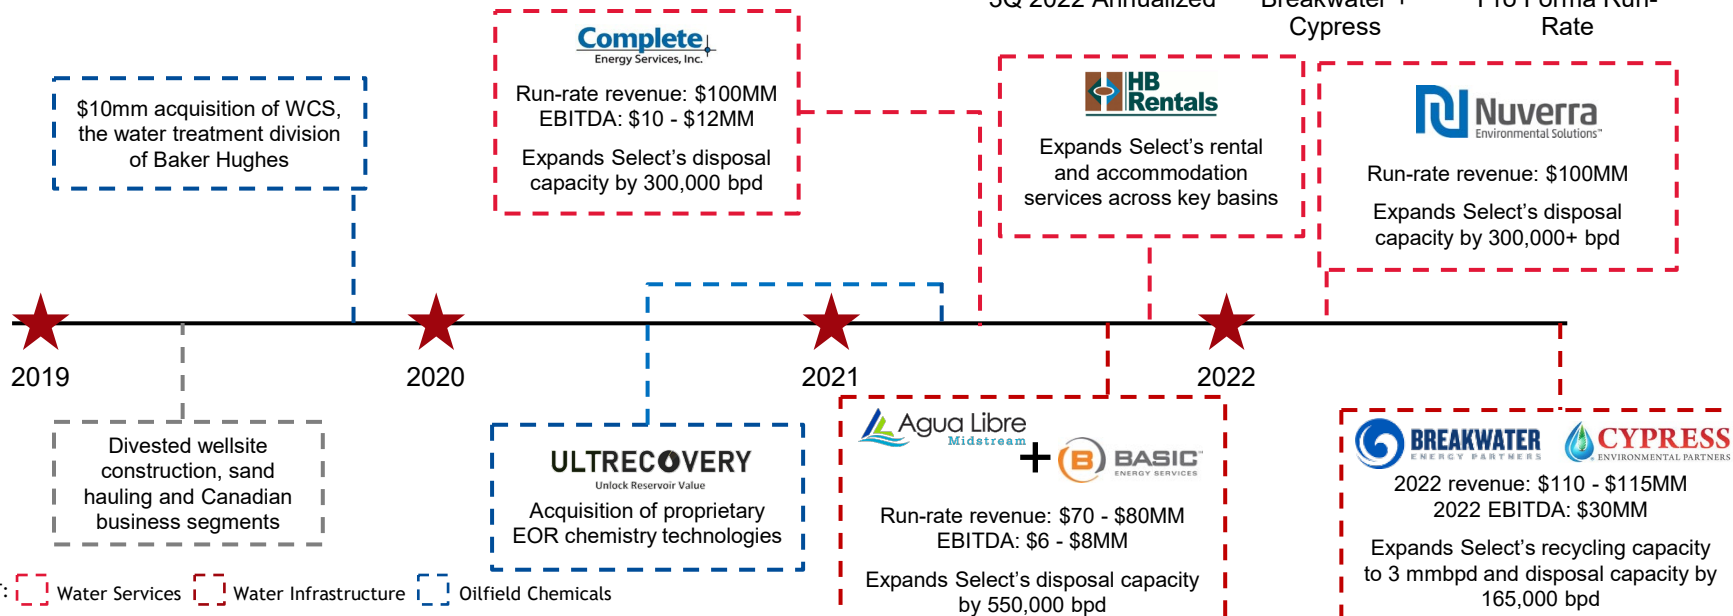 3Q 2022 Annualized
Breakwater +
Cypress
Pro Forma Run-
Rate
$10mm acquisition of WCS,
the water treatment division
of Baker Hughes
Complete
Energy Services, Inc.
Run-rate revenue: $100MM
EBITDA: $10 - $12MM
Expands Select's disposal
capacity by 300,000 bpd
HB
Rentals
Expands Select's rental
and accommodation
services across key basins
Nuverra
Environmental Solutions™
Run-rate revenue: $100MM
Expands Select's disposal
capacity by 300,000+ bpd
2019
2020
2021
2022
Divested wellsite
construction, sand
hauling and Canadian
business segments
ULTRECOVERY
Unlock Reservoir Value
Acquisition of proprietary
EOR chemistry technologies
Agua Libre
Midstream
+
B BASIC
ENERGY SERVICES
Run-rate revenue: $70 - $80MM
EBITDA: $6 - $8MM
Expands Select's disposal capacity
by 550,000 bpd
BREAKWATER
ENERGY PARTNERS
CYPRESS
ENVIRONMENTAL PARTNERS
2022 revenue: $110 - $115MM
2022 EBITDA: $30MM
Expands Select's recycling capacity
to 3 mmbpd and disposal capacity by
165,000 bpd
Water Services
Water Infrastructure
Oilfield Chemicals